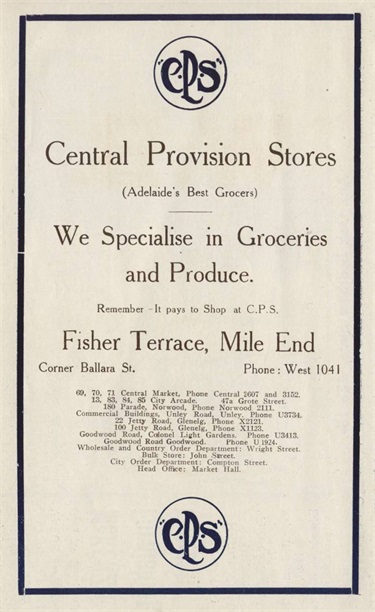 "C.P.S"
Central Provision Stores
(Adelaide's Best Grocers)
We Specialise in Groceries
and Produce.
Remember - It pays to Shop at C.P.S.
Fisher Terrace, Mile End
Corner Ballara St. Phone: West 1041
69, 70, 71 Central Market, Phone Central 1607 and 3152.
13, 83, 84, 85 City Arcade. 47a Grote Street.
180 Parade, Norwood, Phone Norwood 2111.
Commercial Buildings, Unley Road, Unley. Phone U3734.
22 Jetty Road, Glenelg, Phone X2121.
100 Jetty Road, Glenelg, Phone X1123.
Goodwood Road, Colonel Light Gardens. Phone U3413.
Goodwood Road Goodwood. Phone U 1924.
Wholesale and Country Order Department: Wright Street.
Bulk Store: John Street.
City Order Department: Compton Street.
Head Office: Market Hall.
"C.P.S"